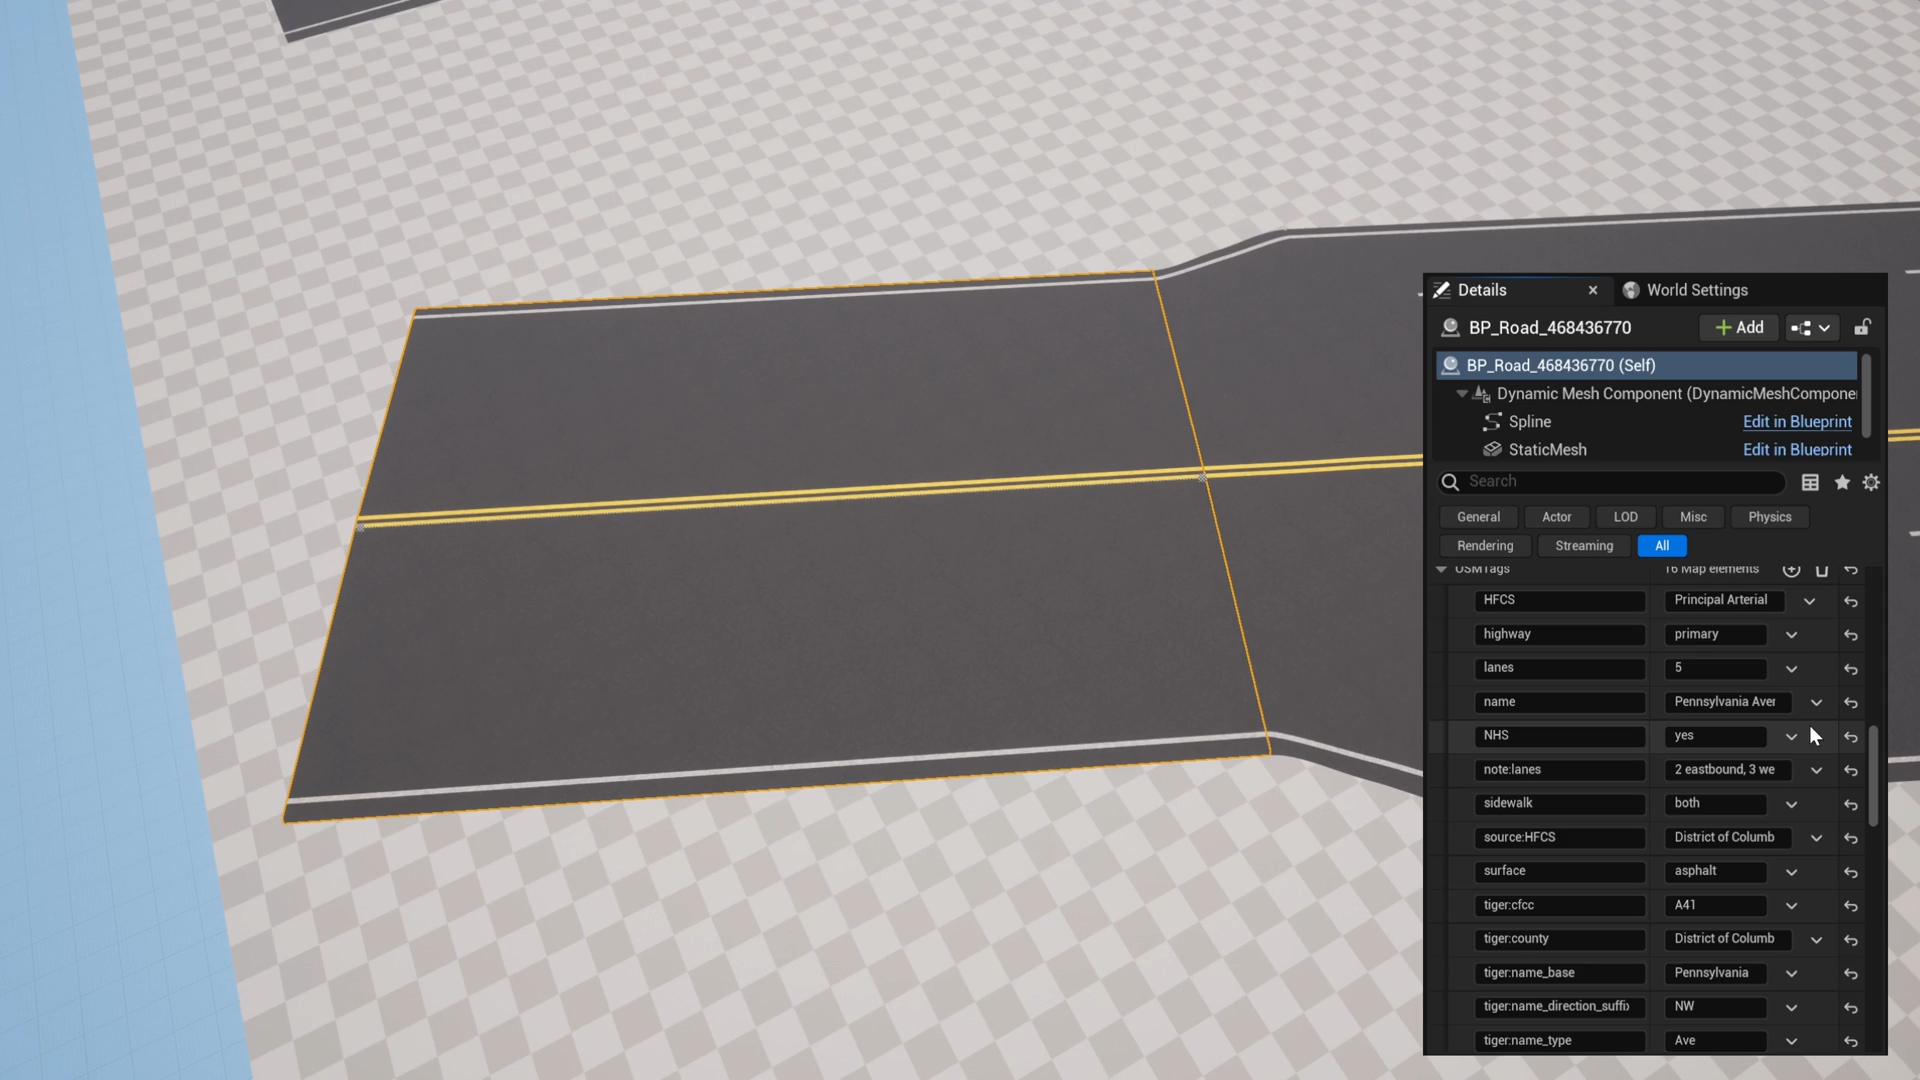 Details
World Settings
BP_Road_468436770
Add
BP_Road_468436770 (Self)
Dynamic Mesh Component (DynamicMeshCompone
Spline Edit in Blueprint
StaticMesh Edit in Blueprint
Search
General Actor LOD Misc Physics
Rendering Streaming All
OSMTags 16 Map elements
HFCS Principal Arterial
highway primary
lanes 5
name Pennsylvania Aver
NHS yes
note:lanes 2 eastbound, 3 we
sidewalk both
source:HFCS District of Columb
surface asphalt
tiger:cfcc A41
tiger:county District of Columb
tiger:name_base Pennsylvania
tiger:name_direction_suffix NW
tiger:name_type Ave